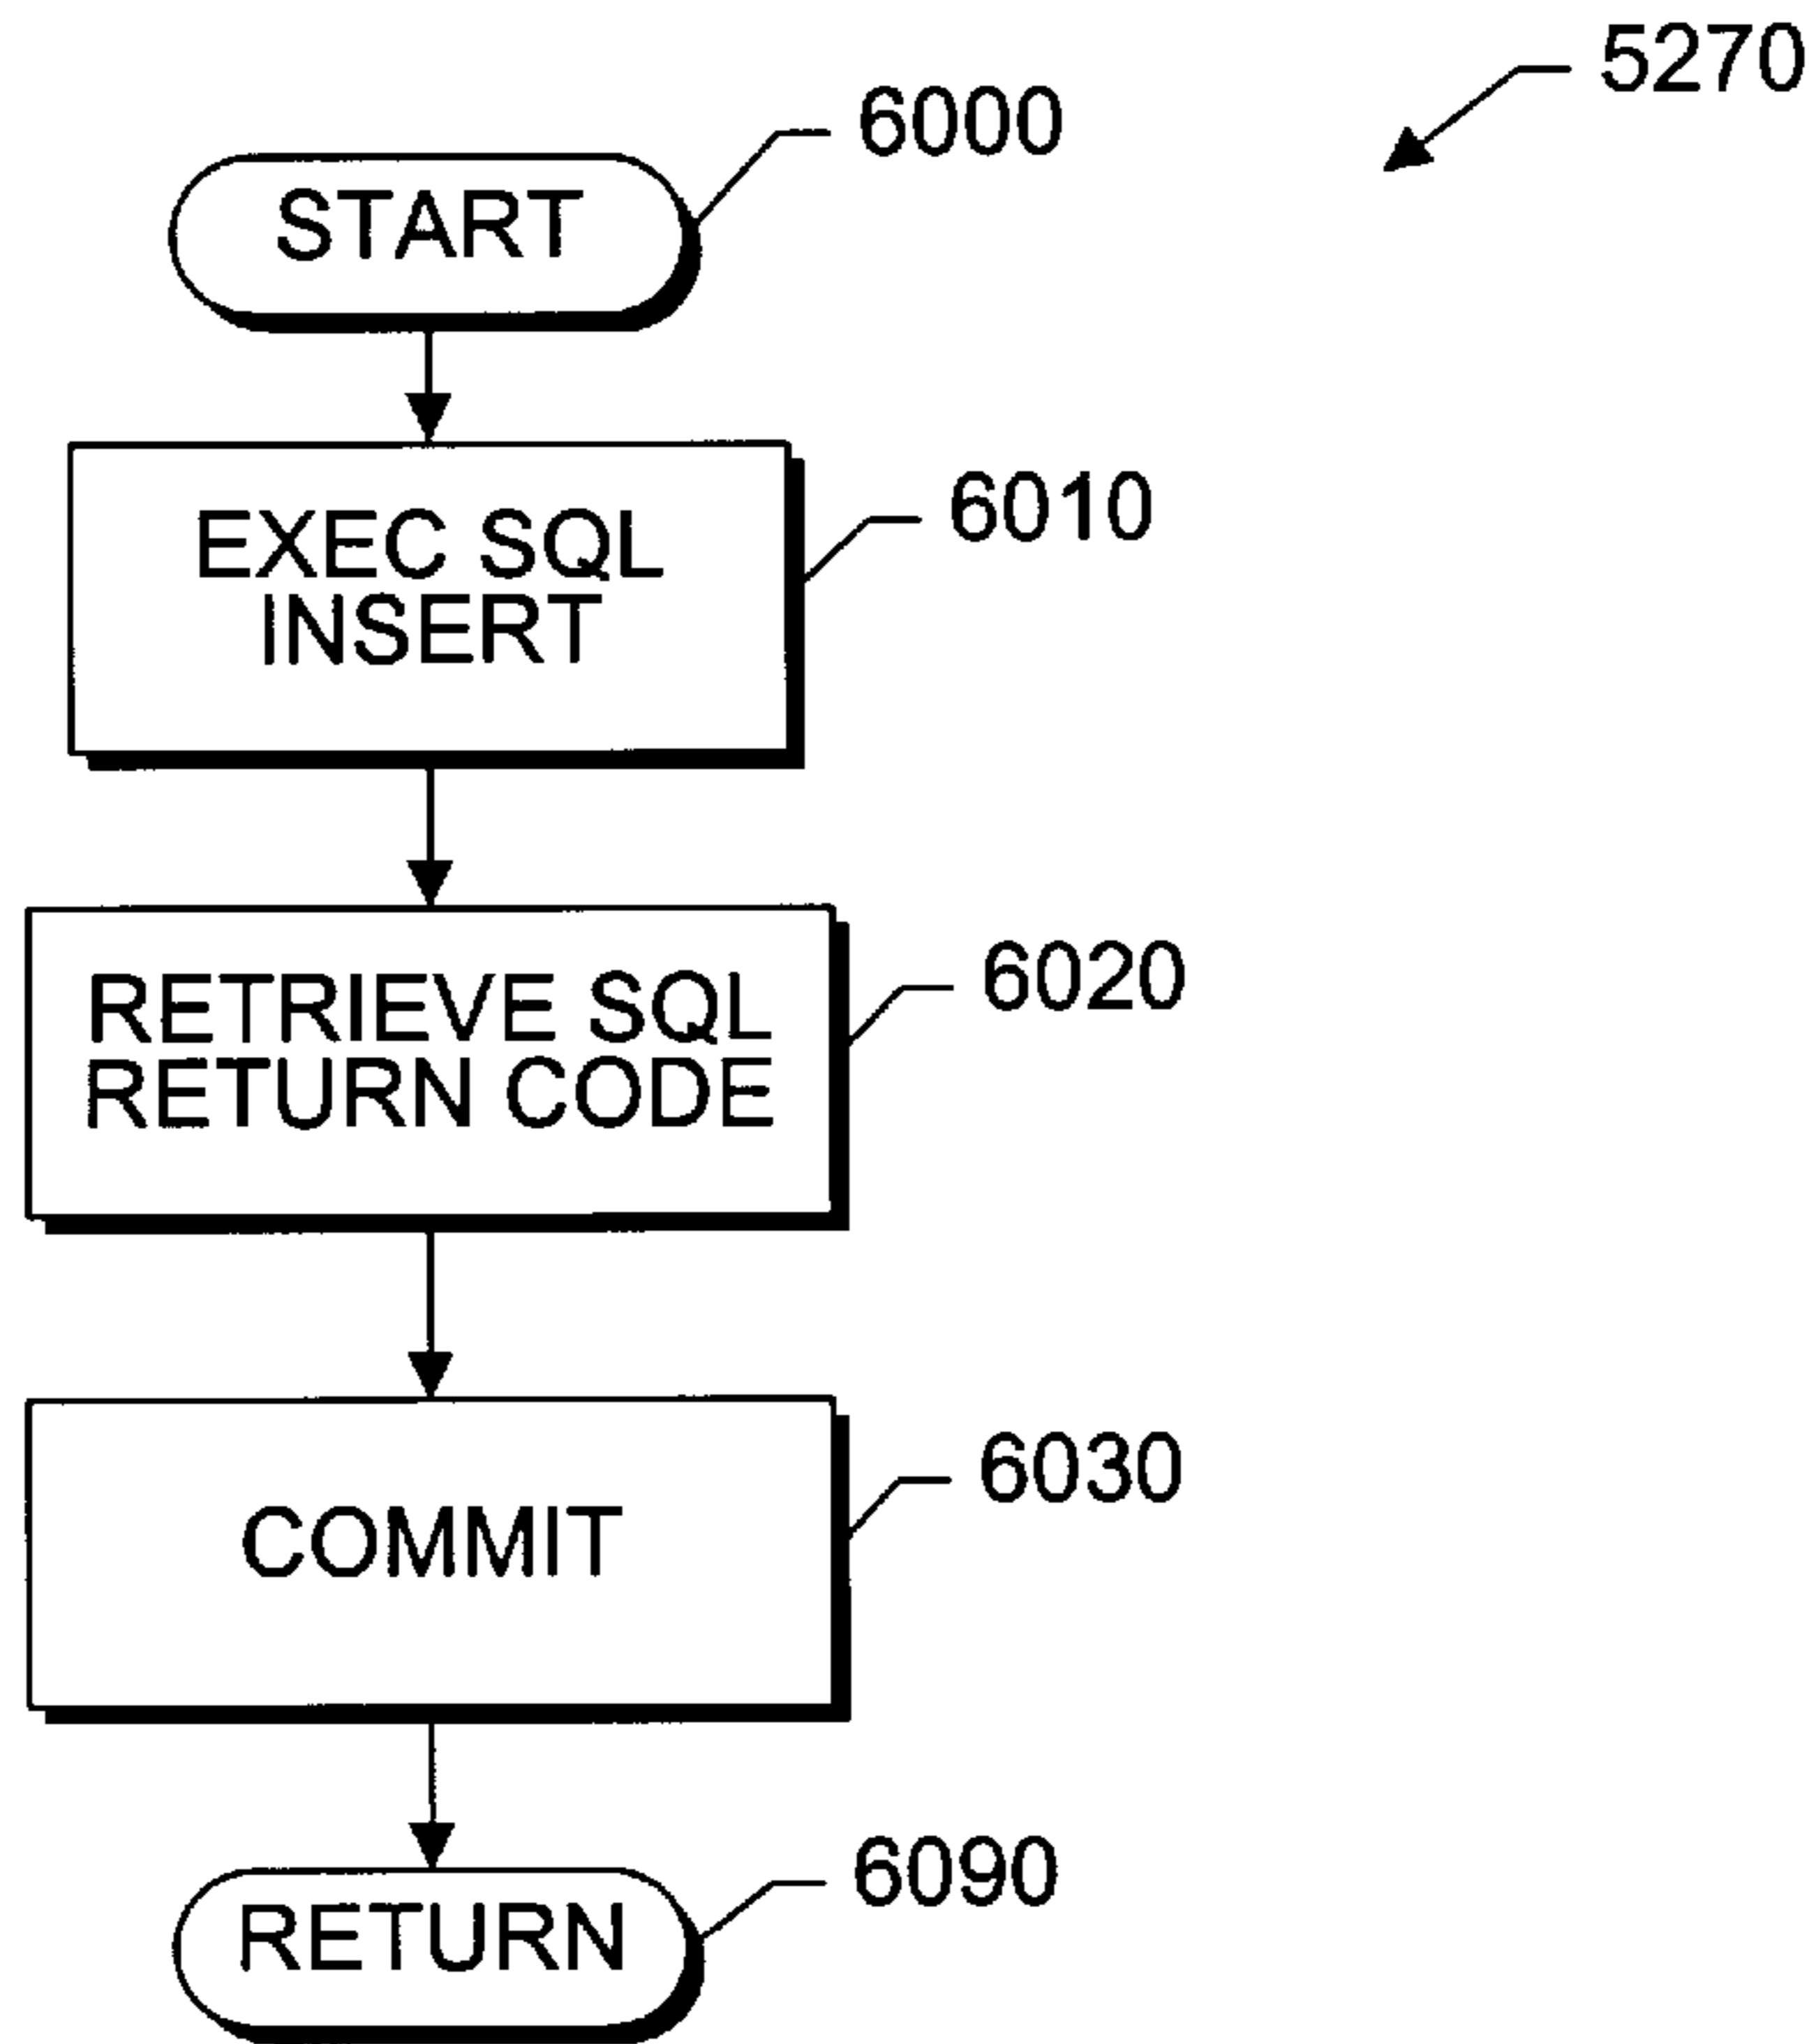 5270
6000
START
6010
EXEC SQL
INSERT
6020
RETRIEVE SQL
RETURN CODE
6030
COMMIT
6090
RETURN